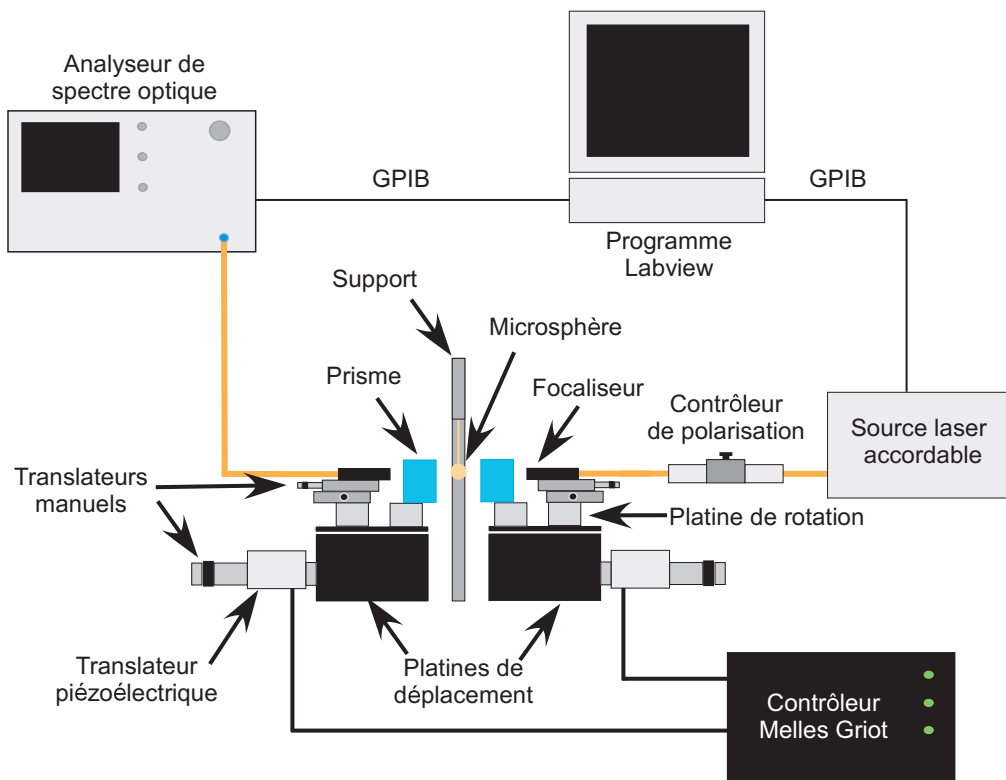 Analyseur de
spectre optique
GPIB
GPIB
Programme
Labview
Support
Microsphère
Prisme
Focaliseur
Contrôleur
de polarisation
Source laser
accordable
Translateurs
manuels
Platine de rotation
Translateur
piézoélectrique
Platines de
déplacement
Contrôleur
Melles Griot